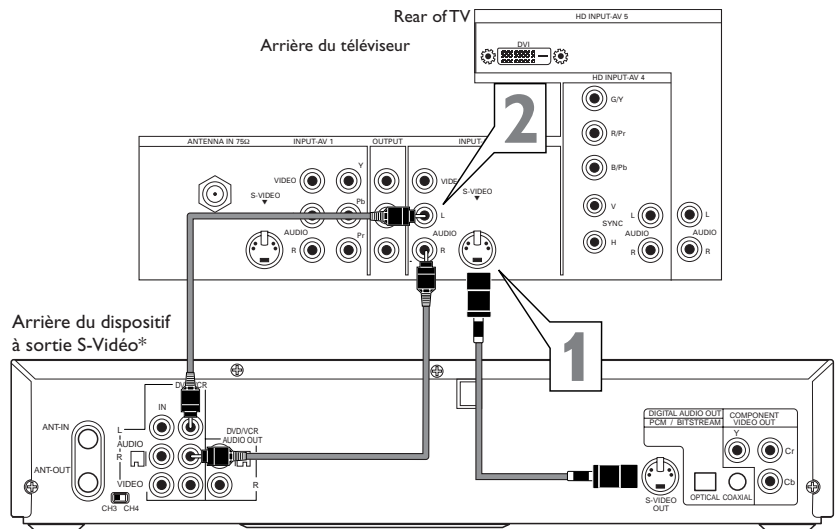 Rear of TV
Arrière du téléviseur
HD INPUT-AV 5
DVI
HD INPUT-AV 4
G/Y
R/Pr
B/Pb
V
SYNC
H
L
AUDIO
R
L
AUDIO
R
2
ANTENNA IN 75Ω
INPUT-AV 1
OUTPUT
VIDEO
Y
S-VIDEO
Pb
AUDIO
R
Pr
S-VIDEO
L
AUDIO
R
1
Arrière du dispositif
à sortie S-Vidéo*
ANT-IN
ANT-OUT
IN
L
AUDIO
R
VIDEO
CH3 CH4
DVD/VCR
AUDIO OUT
R
DIGITAL AUDIO OUT
PCM / BITSTREAM
COMPONENT
VIDEO OUT
Y
Cr
Cb
S-VIDEO
OUT
OPTICAL
COAXIAL